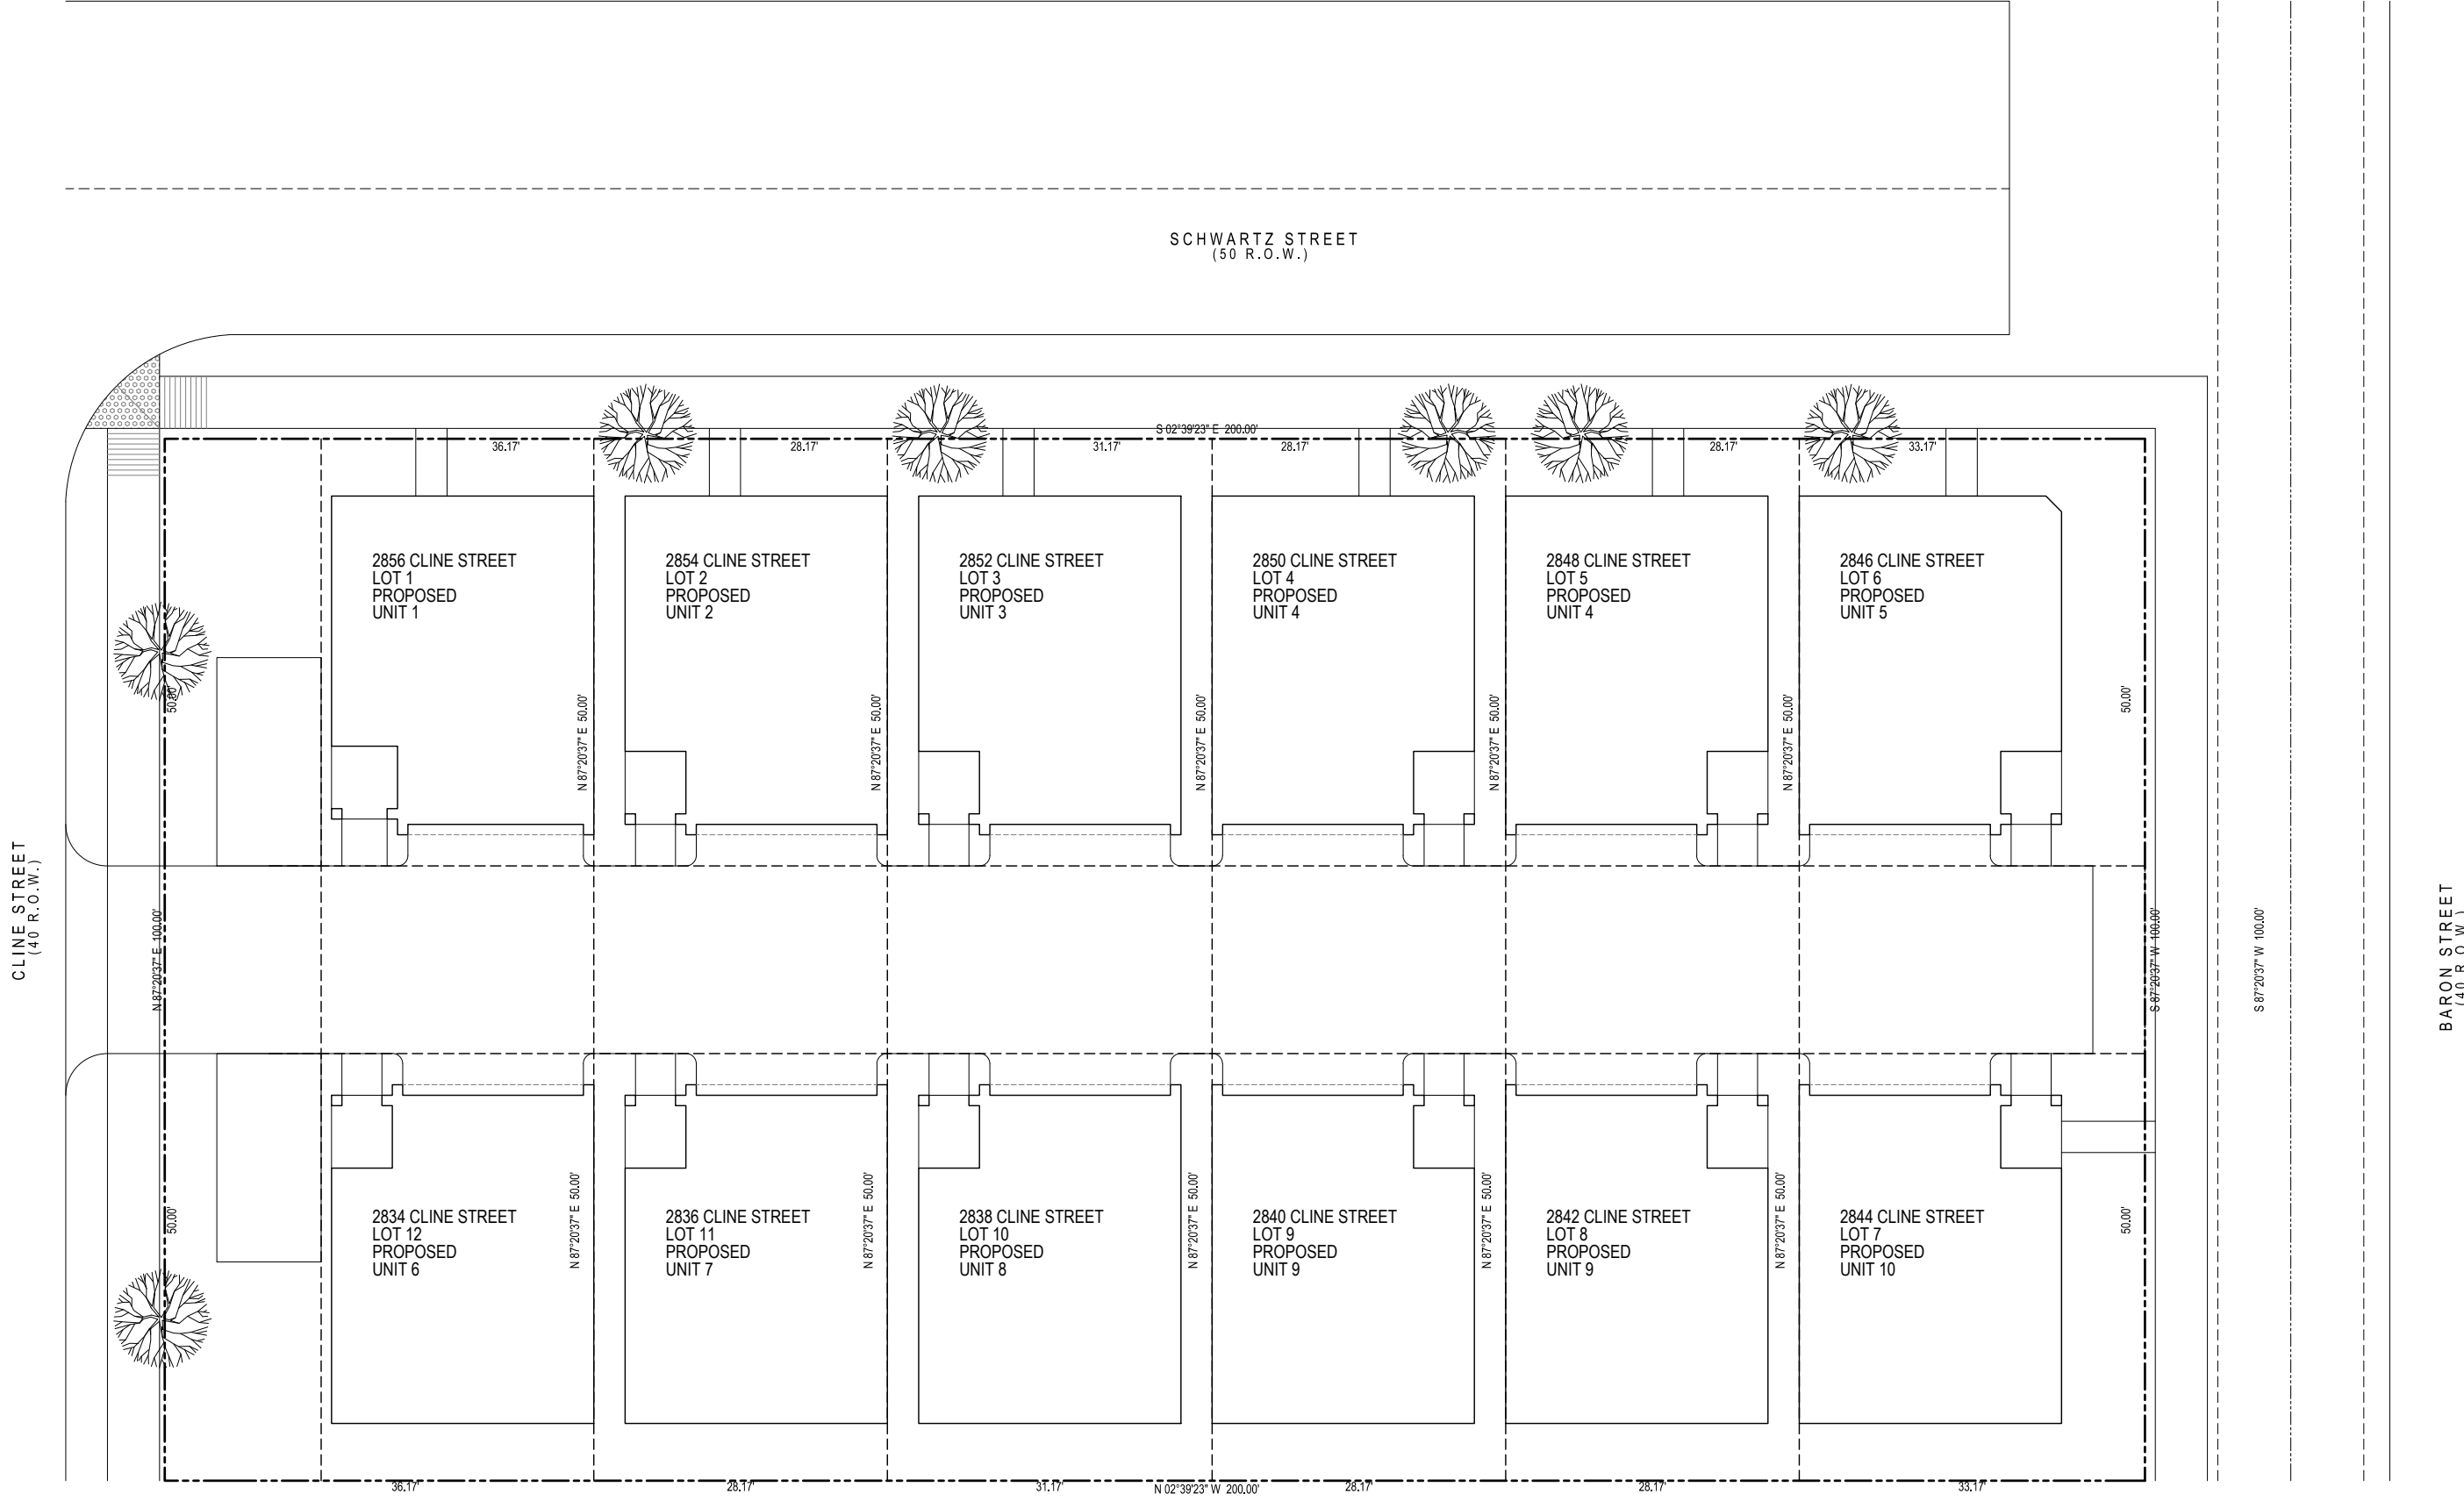 SCHWARTZ STREET
(50 R.O.W.)
S 02°39'23" E 200.00'
36.17'
28.17'
31.17'
28.17'
28.17'
33.17'
2856 CLINE STREET
LOT 1
PROPOSED
UNIT 1
2854 CLINE STREET
LOT 2
PROPOSED
UNIT 2
2852 CLINE STREET
LOT 3
PROPOSED
UNIT 3
2850 CLINE STREET
LOT 4
PROPOSED
UNIT 4
2848 CLINE STREET
LOT 5
PROPOSED
UNIT 4
2846 CLINE STREET
LOT 6
PROPOSED
UNIT 5
50.00'
N 87°20'37" E 50.00'
N 87°20'37" E 50.00'
N 87°20'37" E 50.00'
N 87°20'37" E 50.00'
N 87°20'37" E 50.00'
50.00'
CLINE STREET
(40 R.O.W.)
N 87°20'37" E 100.00'
S 87°20'37" W 100.00'
S 87°20'37" W 100.00'
BARON STREET
(40 R.O.W.)
50.00'
N 87°20'37" E 50.00'
N 87°20'37" E 50.00'
N 87°20'37" E 50.00'
N 87°20'37" E 50.00'
N 87°20'37" E 50.00'
50.00'
2834 CLINE STREET
LOT 12
PROPOSED
UNIT 6
2836 CLINE STREET
LOT 11
PROPOSED
UNIT 7
2838 CLINE STREET
LOT 10
PROPOSED
UNIT 8
2840 CLINE STREET
LOT 9
PROPOSED
UNIT 9
2842 CLINE STREET
LOT 8
PROPOSED
UNIT 9
2844 CLINE STREET
LOT 7
PROPOSED
UNIT 10
36.17'
28.17'
31.17'
N 02°39'23" W 200.00'
28.17'
28.17'
33.17'